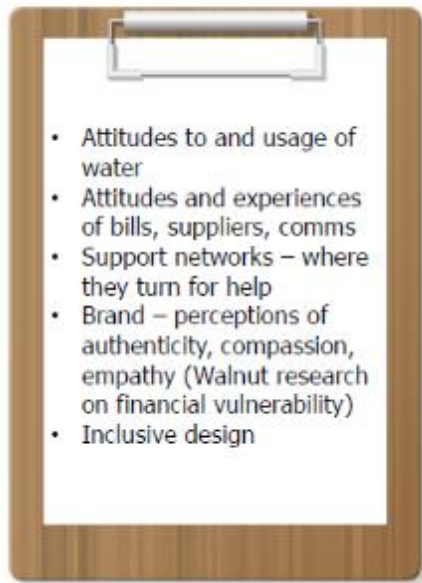 • Attitudes to and usage of
water
• Attitudes and experiences
of bills, suppliers, comms
• Support networks – where
they turn for help
• Brand – perceptions of
authenticity, compassion,
empathy (Walnut research
on financial vulnerability)
• Inclusive design